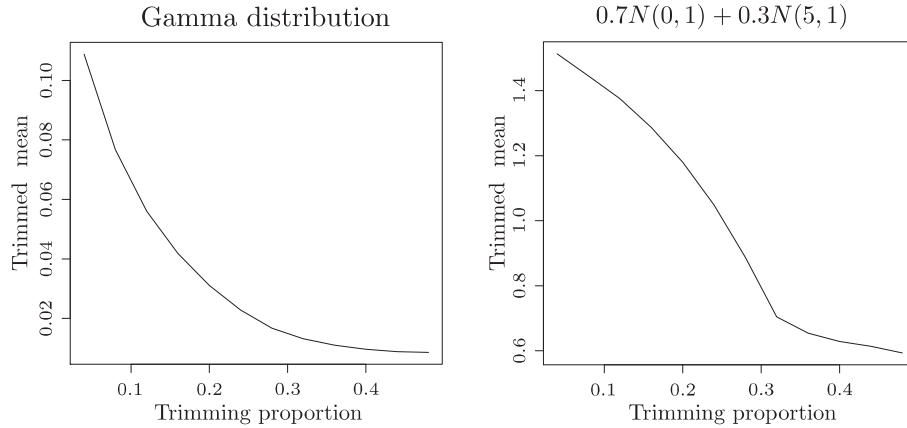 Gamma distribution
0.10
0.08
0.06
0.04
0.02
Trimmed mean
0.1 0.2 0.3 0.4
Trimming proportion
0.7N(0, 1) + 0.3N(5, 1)
1.4
1.2
1.0
0.8
0.6
Trimmed mean
0.1 0.2 0.3 0.4
Trimming proportion